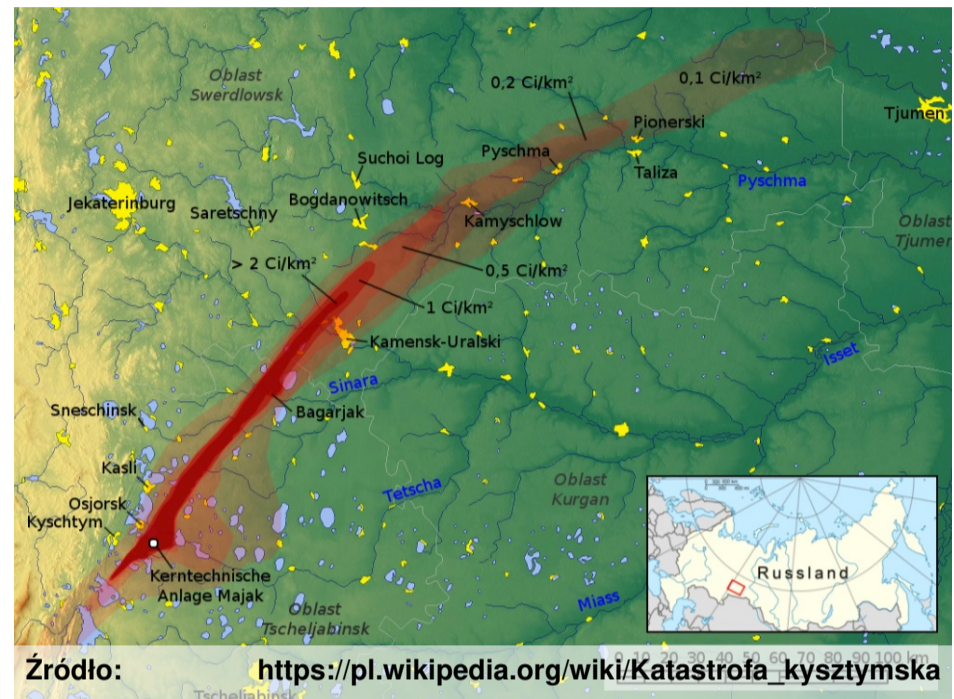 Oblast
Swerdlowsk
0,2 Ci/km²
0,1 Ci/km²
Tjumen
Pionerski
Suchoi Log
Pyschma
Taliza
Pyschma
Jekaterinburg
Saretschny
Bogdanowitsch
Kamyschlow
Oblast
Tjumen
> 2 Ci/km²
0,5 Ci/km²
1 Ci/km²
Kamensk-Uralski
Isset
Sinara
Sneschinsk
Bagarjak
Kasli
Tetscha
Oblast
Kurgan
Osjorsk
Kyschtym
Kerntechnische
Anlage Majak
Russland
Miass
Oblast
Tscheljabinsk
0 10 20 30 40 50 60 70 80 90 100 km
Źródło: https://pl.wikipedia.org/wiki/Katastrofa_kysztymska
Tscheljabinsk